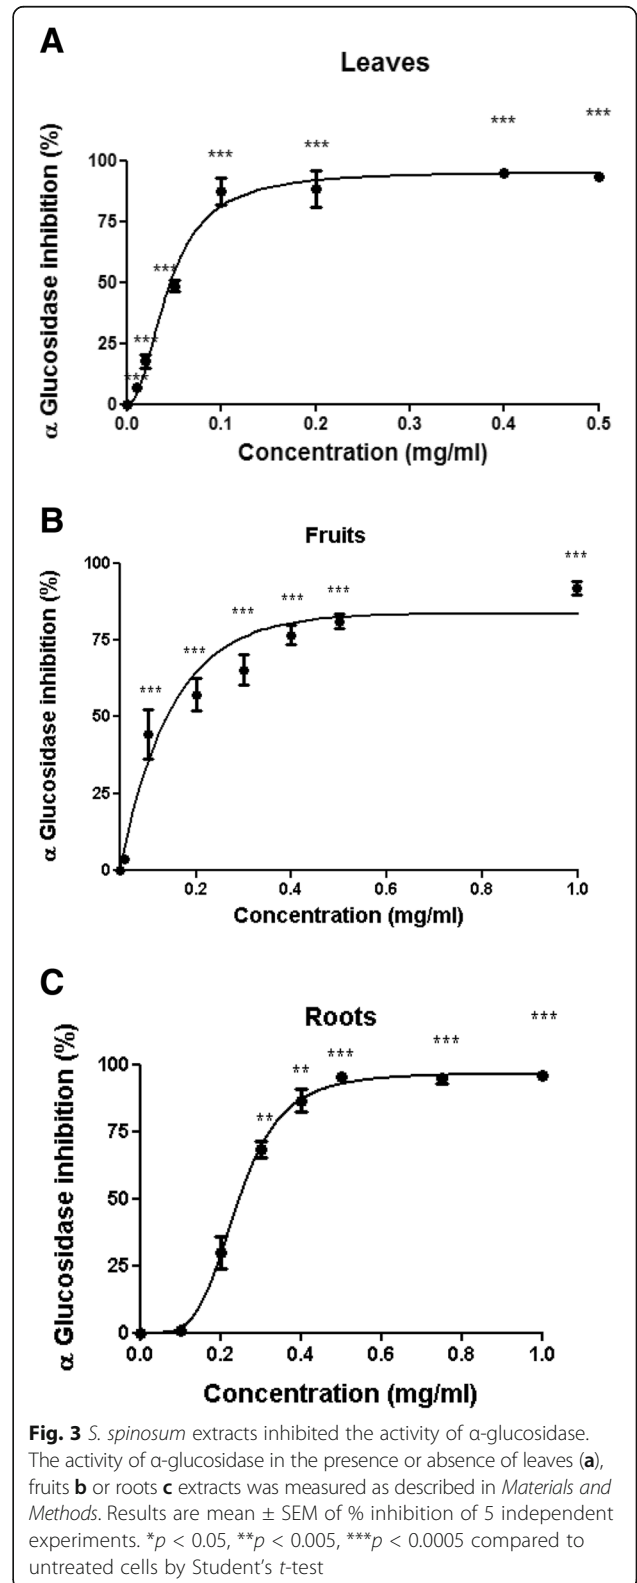 A
Leaves
*** *** *** ***
***
***
***
α Glucosidase inhibition (%)
100
75
50
25
0
0.0 0.1 0.2 0.3 0.4 0.5
Concentration (mg/ml)
B
Fruits
*** *** *** *** *** ***
α Glucosidase inhibition (%)
100
75
50
25
0
0.2 0.4 0.6 0.8 1.0
Concentration (mg/ml)
C
Roots
** ** *** *** ***
α Glucosidase inhibition (%)
100
75
50
25
0
0.0 0.2 0.4 0.6 0.8 1.0
Concentration (mg/ml)
Fig. 3 S. spinosum extracts inhibited the activity of α-glucosidase.
The activity of α-glucosidase in the presence or absence of leaves (a),
fruits b or roots c extracts was measured as described in Materials and
Methods. Results are mean ± SEM of % inhibition of 5 independent
experiments. *p < 0.05, **p < 0.005, ***p < 0.0005 compared to
untreated cells by Student's t-test